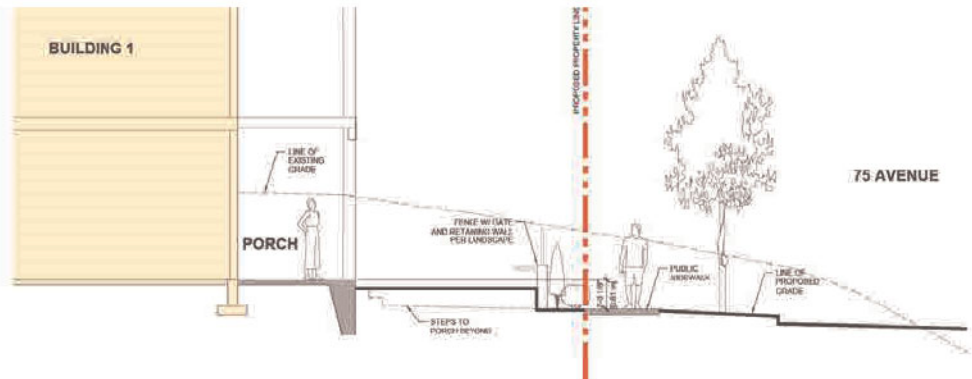 BUILDING 1
PROPOSED PROPERTY LINE
LINE OF
EXISTING
GRADE
75 AVENUE
FENCE W/ GATE
AND RETAINING WALL
PER LANDSCAPE
PORCH
PUBLIC
SIDEWALK
LINE OF
PROPOSED
GRADE
STEPS TO
PORCH BEYOND